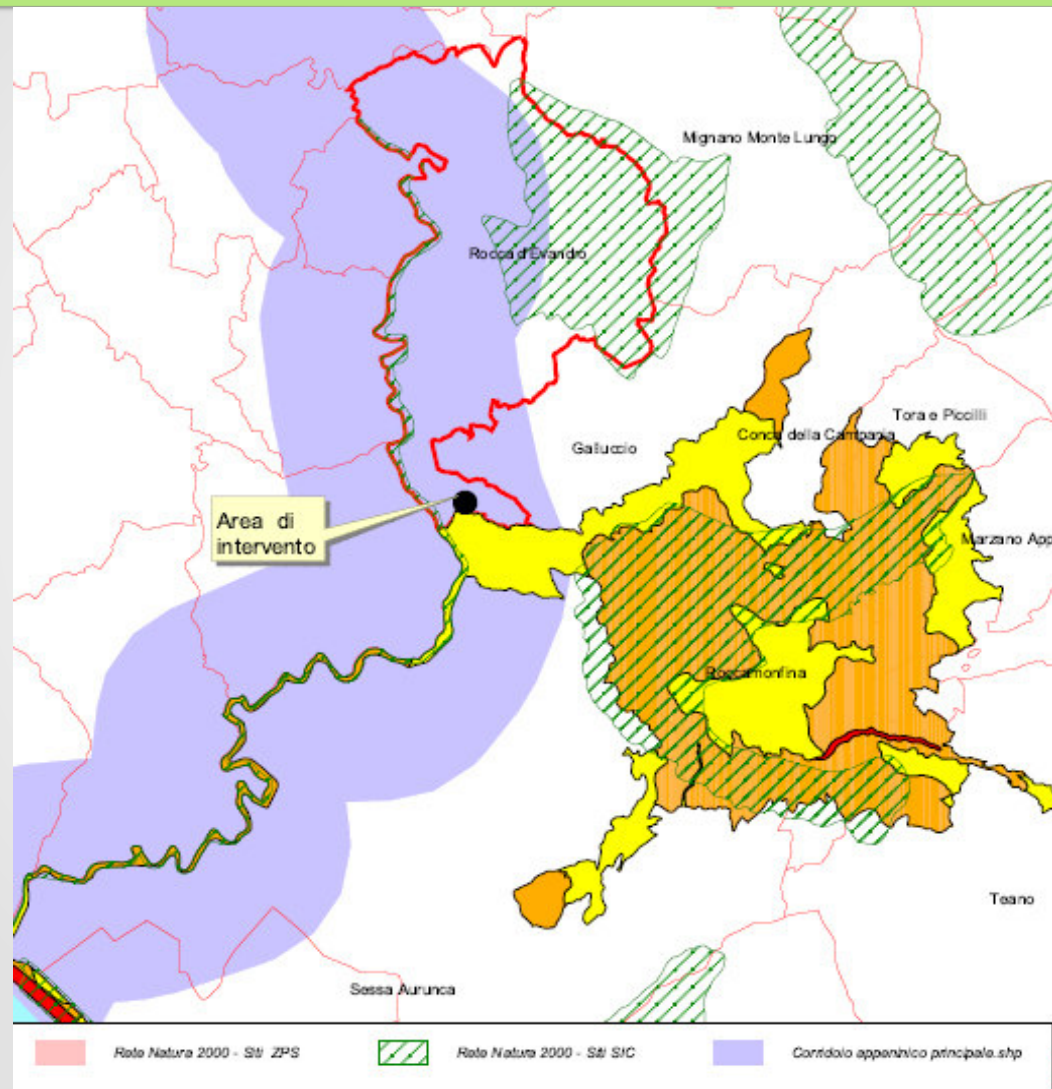 Mignano Monte Lungo
Rocca d'Evandro
Tora e Piccilli
Conca della Campania
Galluccio
Area di
intervento
Marzano App
Roccamonfina
Teano
Sessa Aurunca
Rete Natura 2000 - Siti ZPS
Rete Natura 2000 - Siti SIC
Corridoio appeninico principale.shp